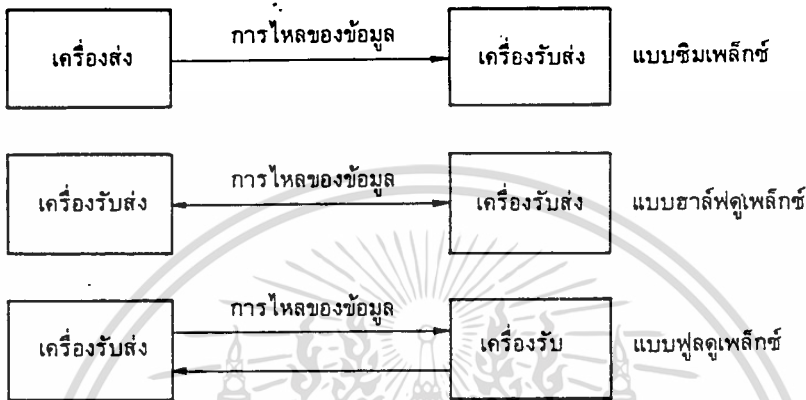 การไหลของข้อมูล
เครื่องส่ง เครื่องรับส่ง แบบซิมเพล็กซ์
การไหลของข้อมูล
เครื่องรับส่ง เครื่องรับส่ง แบบฮาล์ฟดูเพล็กซ์
การไหลของข้อมูล
เครื่องรับส่ง เครื่องรับ แบบฟูลดูเพล็กซ์